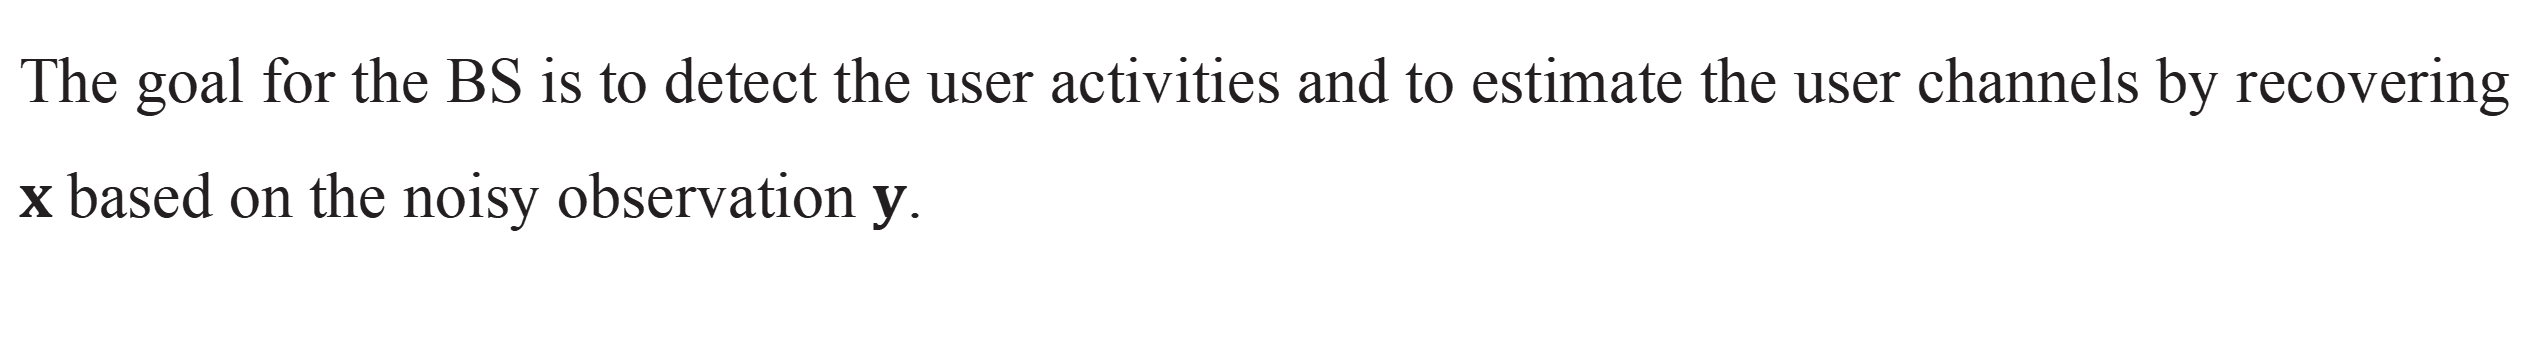 The goal for the BS is to detect the user activities and to estimate the user channels by recovering
x based on the noisy observation y.